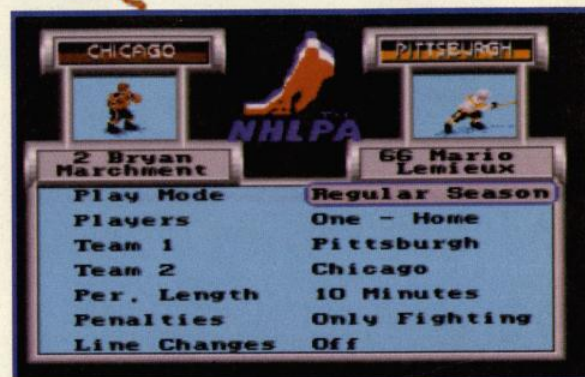 CHICAGO
PITTSBURGH
NHLPA
TM
2 Bryan
Marchment
66 Mario
Lemieux
Play Mode Regular Season
Players One - Home
Team 1 Pittsburgh
Team 2 Chicago
Per. Length 10 Minutes
Penalties Only Fighting
Line Changes Off